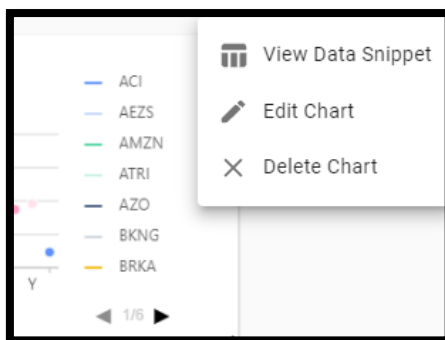 View Data Snippet
Edit Chart
Delete Chart
ACI
AEZS
AMZN
ATRI
AZO
BKNG
BRKA
Y
1/6